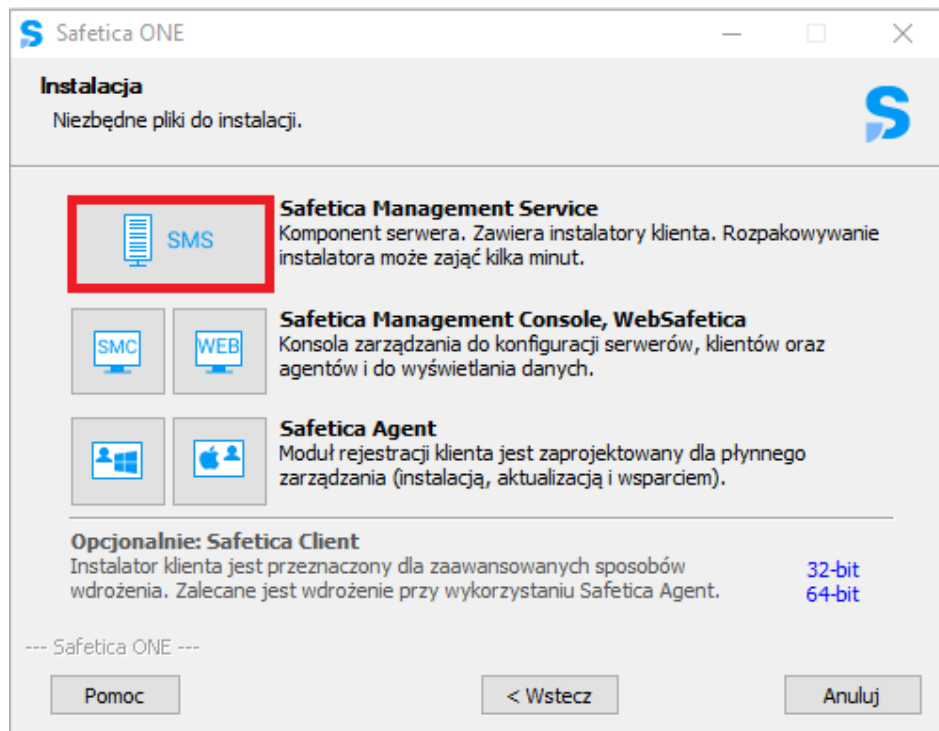 Safetica ONE
Instalacja
Niezbędne pliki do instalacji.
SMS
Safetica Management Service
Komponent serwera. Zawiera instalatory klienta. Rozpakowywanie
instalatora może zająć kilka minut.
SMC
WEB
Safetica Management Console, WebSafetica
Konsola zarządzania do konfiguracji serwerów, klientów oraz
agentów i do wyświetlania danych.
Safetica Agent
Moduł rejestracji klienta jest zaprojektowany dla płynnego
zarządzania (instalacją, aktualizacją i wsparciem).
Opcjonalnie: Safetica Client
Instalator klienta jest przeznaczony dla zaawansowanych sposobów
wdrożenia. Zalecane jest wdrożenie przy wykorzystaniu Safetica Agent.
32-bit
64-bit
--- Safetica ONE ---
Pomoc
< Wstecz
Anuluj